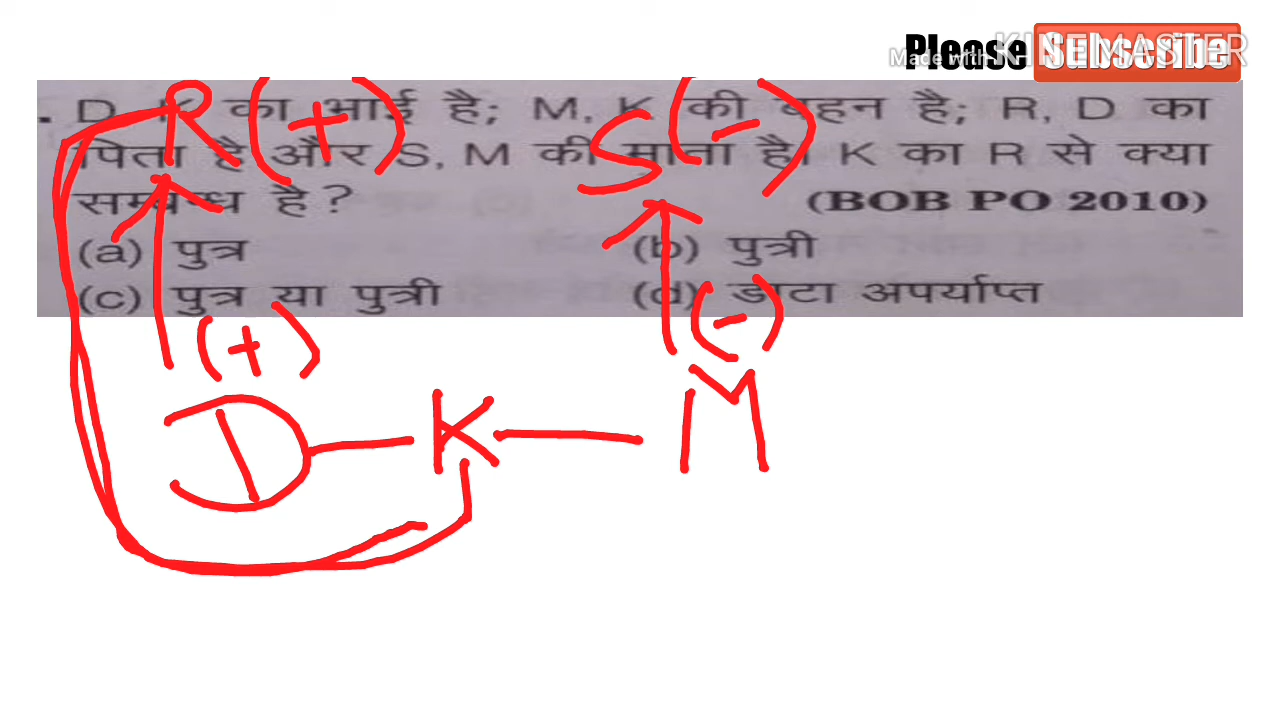 Please Subscribe
Made with KINEMASTER
D, K का भाई है; M, K की बहन है; R, D का
पिता है और S, M की माता है। K का R से क्या
सम्बन्ध है?
(BOB PO 2010)
(a) पुत्र
(b) पुत्री
(c) पुत्र या पुत्री
(d) डाटा अपर्याप्त
R (+)
S (-)
(+)
(-)
D — K — M